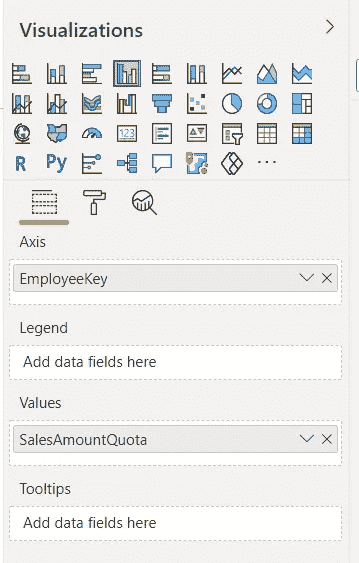 Visualizations
123
R Py
Axis
EmployeeKey
Legend
Add data fields here
Values
SalesAmountQuota
Tooltips
Add data fields here